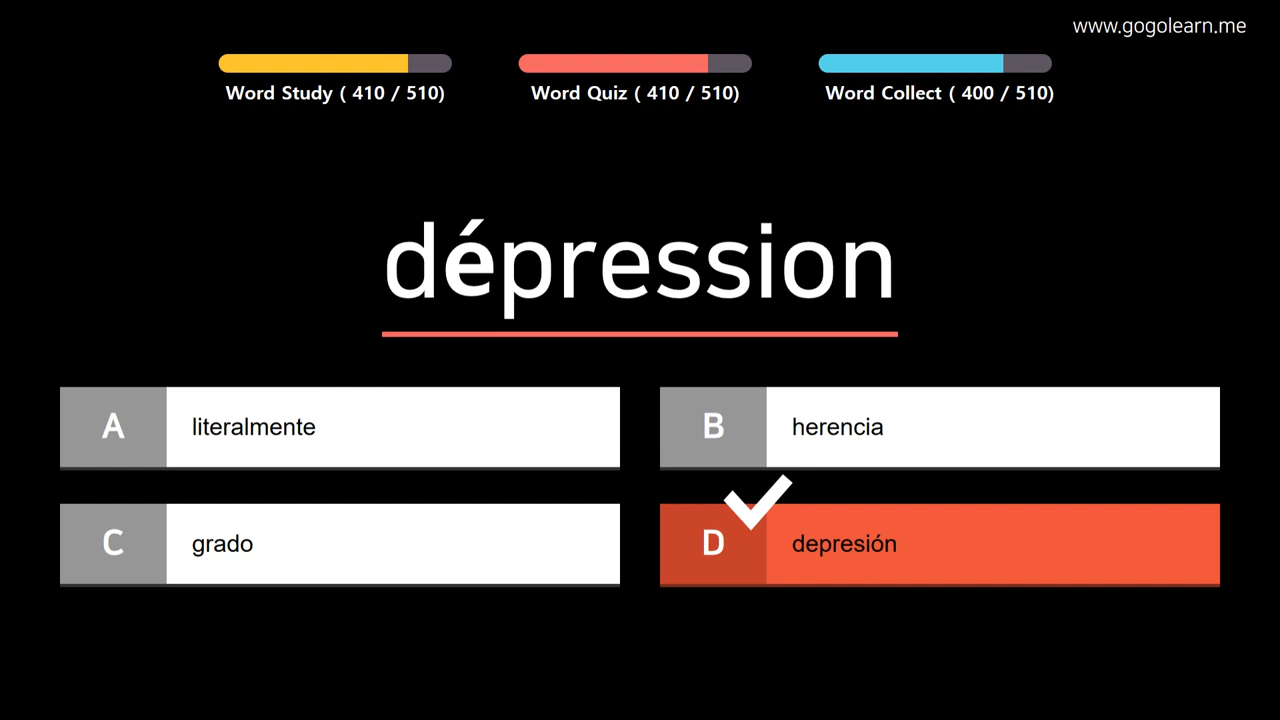 www.gogolearn.me
Word Study ( 410 / 510)
Word Quiz ( 410 / 510)
Word Collect ( 400 / 510)
dépression
A literalmente
B herencia
C grado
D depresión